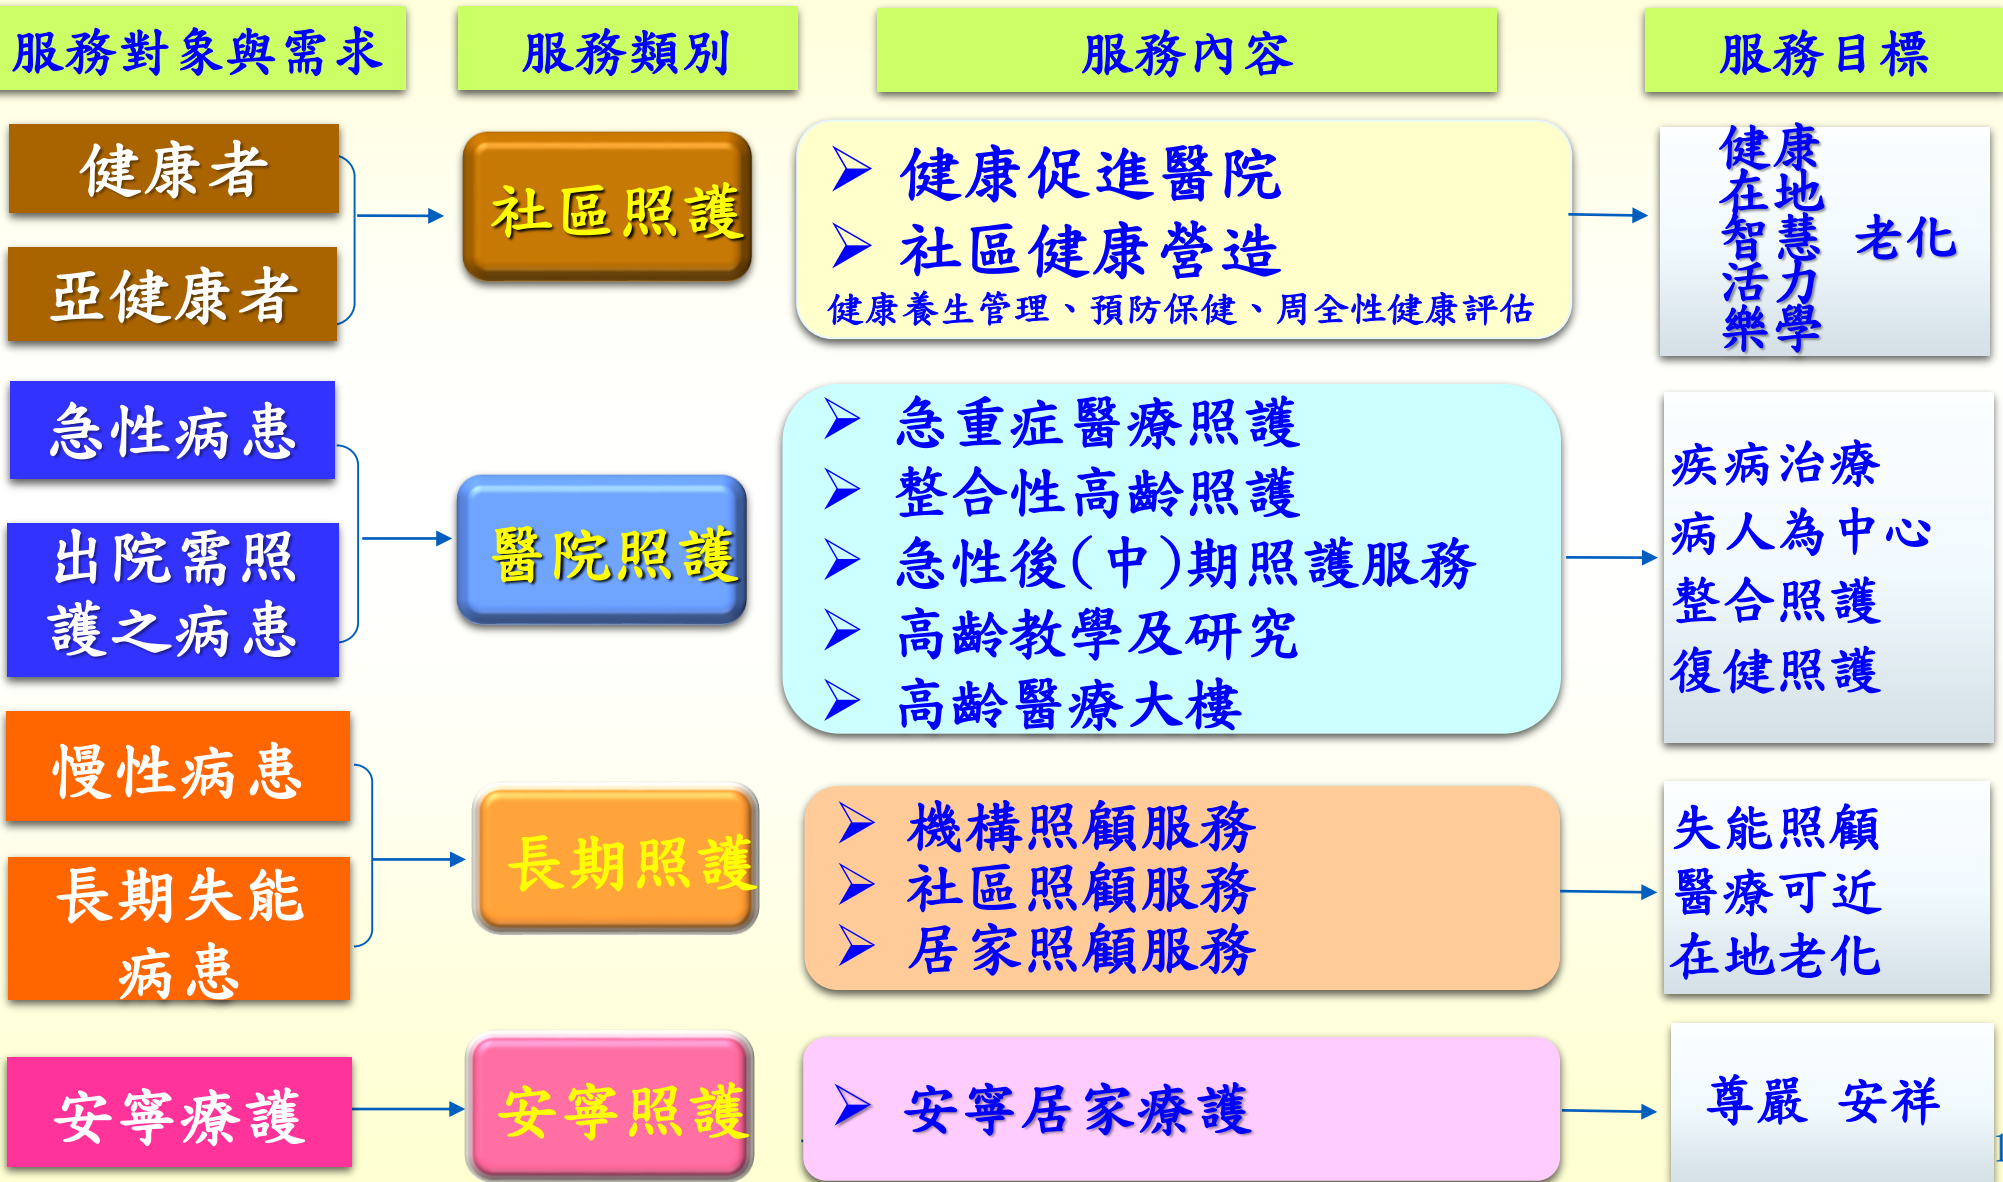 服務對象與需求
服務類別
服務內容
服務目標
健康者
亞健康者
社區照護
➢ 健康促進醫院
➢ 社區健康營造
健康養生管理、預防保健、周全性健康評估
健康
在地
智慧 老化
活力
樂學
急性病患
出院需照
護之病患
醫院照護
➢ 急重症醫療照護
➢ 整合性高齡照護
➢ 急性後(中)期照護服務
➢ 高齡教學及研究
➢ 高齡醫療大樓
疾病治療
病人為中心
整合照護
復健照護
慢性病患
長期失能
病患
長期照護
➢ 機構照顧服務
➢ 社區照顧服務
➢ 居家照顧服務
失能照顧
醫療可近
在地老化
安寧療護
安寧照護
➢ 安寧居家療護
尊嚴 安祥